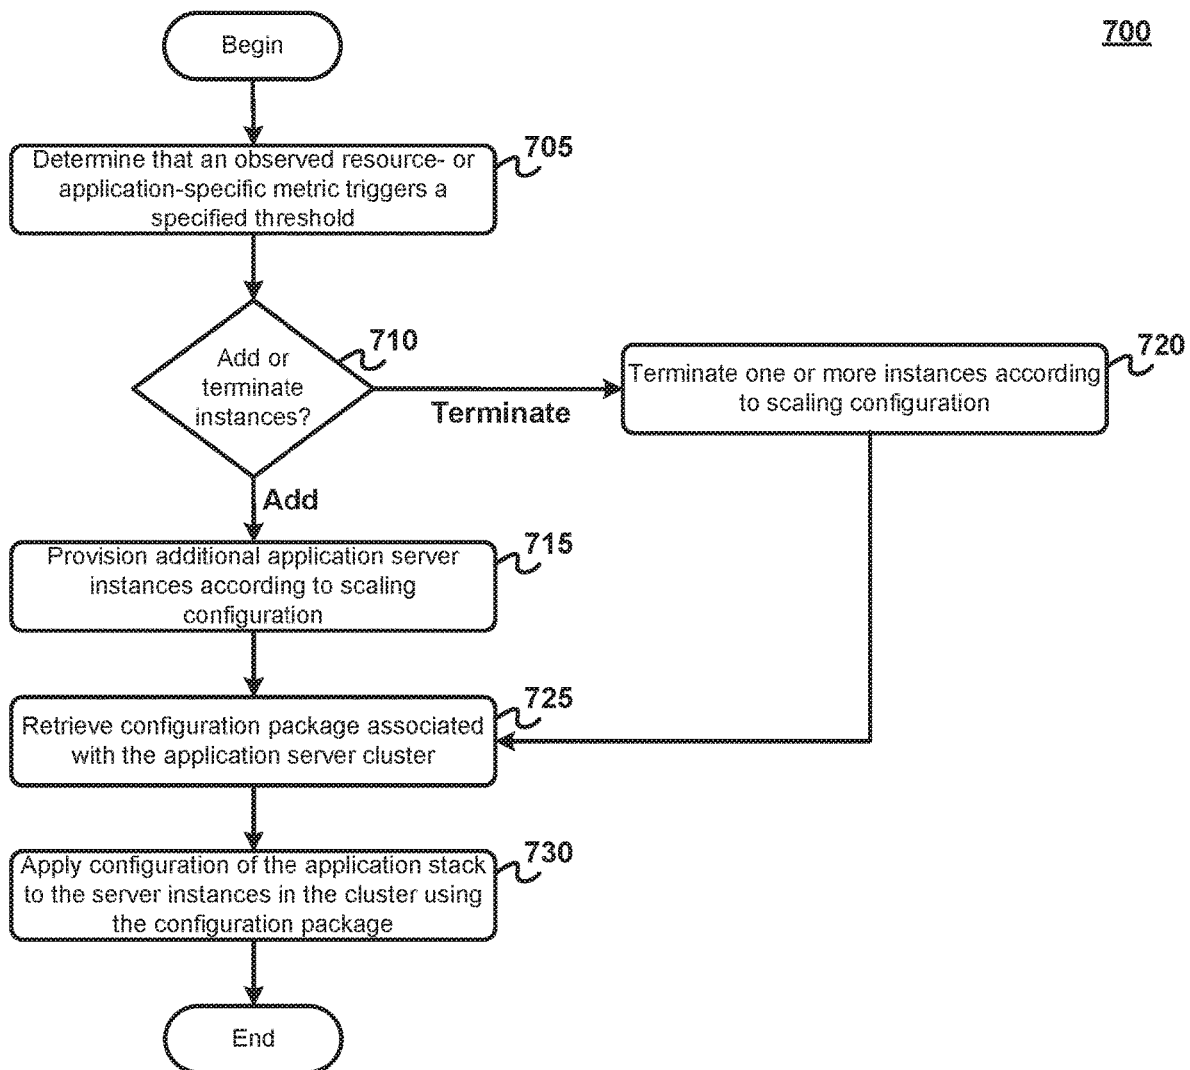 700
Begin
705
Determine that an observed resource- or
application-specific metric triggers a
specified threshold
710
Add or
terminate
instances?
Terminate
720
Terminate one or more instances according
to scaling configuration
Add
715
Provision additional application server
instances according to scaling
configuration
725
Retrieve configuration package associated
with the application server cluster
730
Apply configuration of the application stack
to the server instances in the cluster using
the configuration package
End